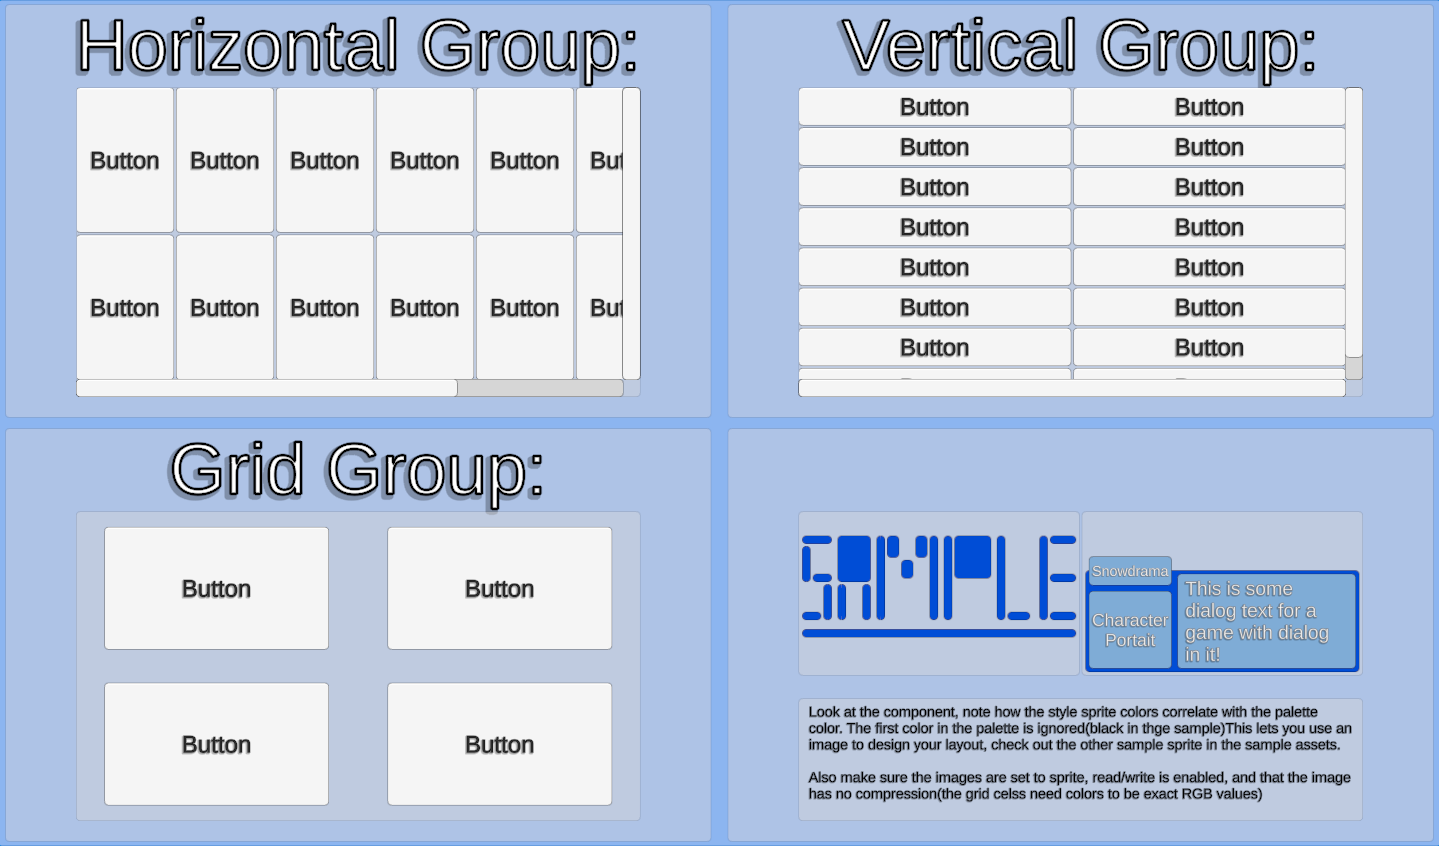 Horizontal Group:
Button Button Button Button Button But
Button Button Button Button Button But
Vertical Group:
Button Button
Button Button
Button Button
Button Button
Button Button
Button Button
Button Button
Grid Group:
Button Button
Button Button
SAMPLE
Snowdrama
Character
Portait
This is some
dialog text for a
game with dialog
in it!
Look at the component, note how the style sprite colors correlate with the palette
color. The first color in the palette is ignored(black in thge sample)This lets you use an
image to design your layout, check out the other sample sprite in the sample assets.
Also make sure the images are set to sprite, read/write is enabled, and that the image
has no compression(the grid celss need colors to be exact RGB values)